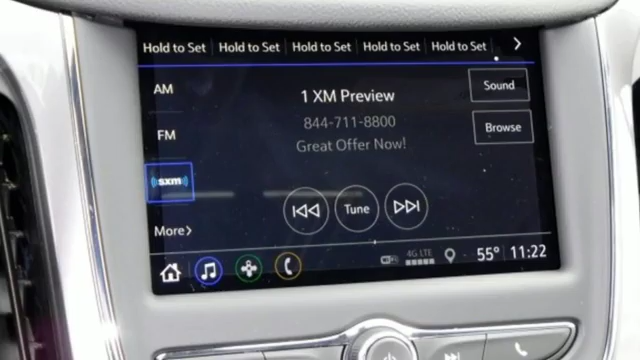 Hold to Set Hold to Set Hold to Set Hold to Set Hold to Set
AM
1 XM Preview
Sound
844-711-8800
FM
Browse
Great Offer Now!
sxm
Tune
More
4G LTE
55° 11:22